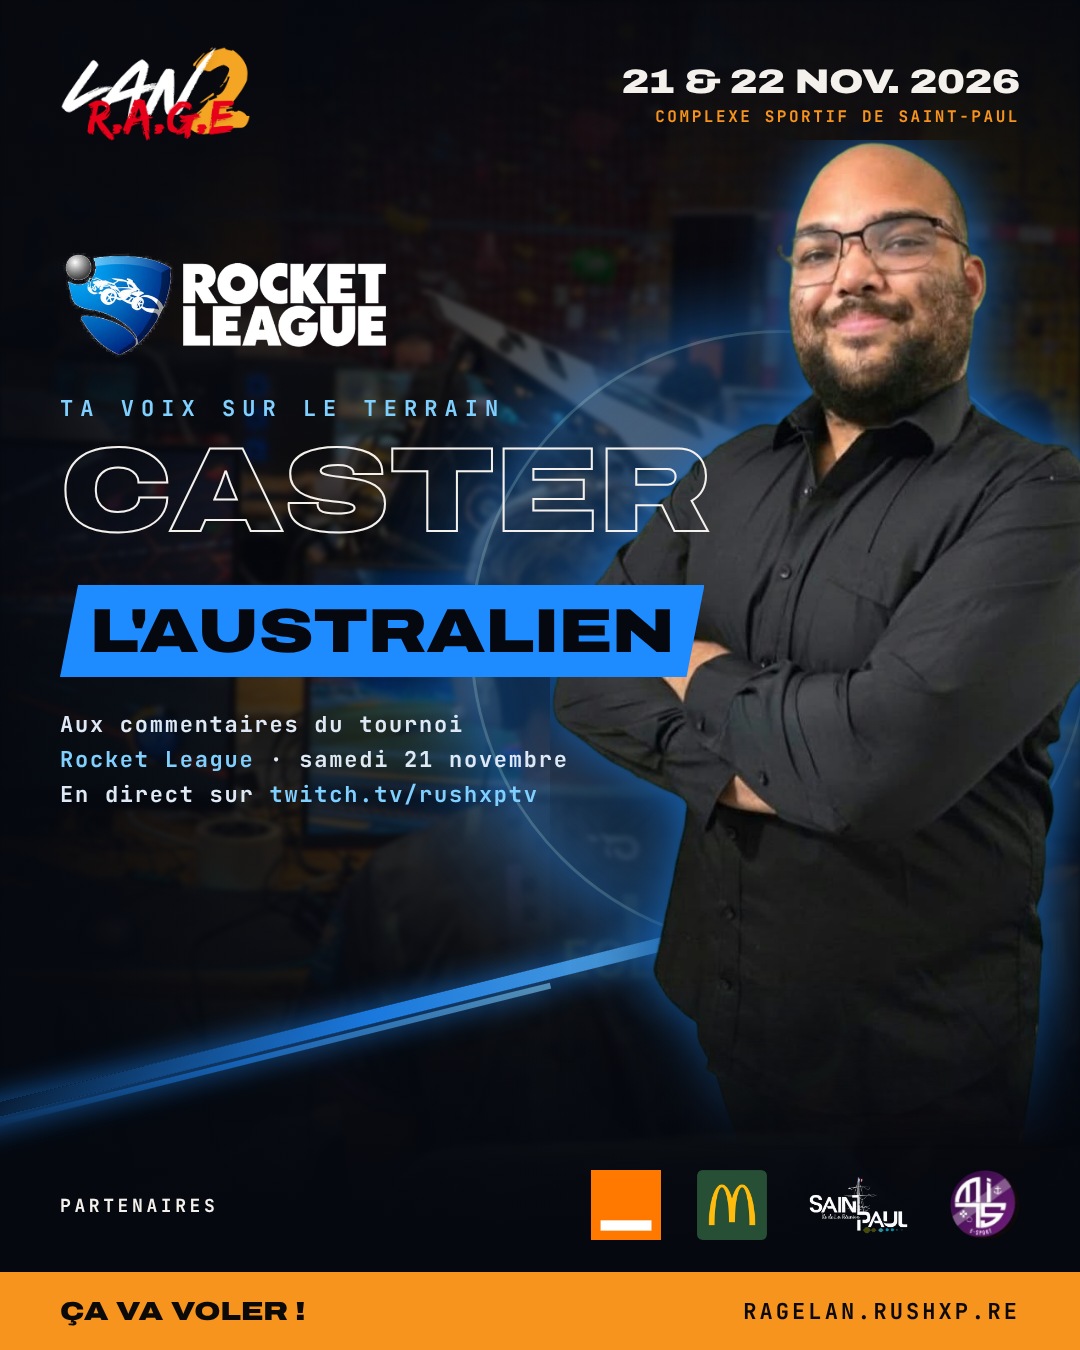 LAN2
R.A.G.E
21 & 22 NOV. 2026
COMPLEXE SPORTIF DE SAINT-PAUL
ROCKET
LEAGUE
TA VOIX SUR LE TERRAIN
CASTER
L'AUSTRALIEN
Aux commentaires du tournoi
Rocket League · samedi 21 novembre
En direct sur twitch.tv/rushxptv
PARTENAIRES
SAINT
PAUL
E-SPORT
ÇA VA VOLER !
RAGELAN.RUSHXP.RE